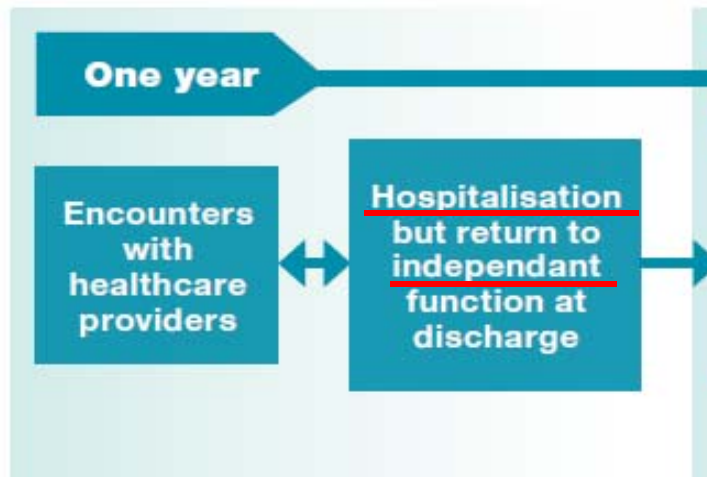 One year
Encounters
with
healthcare
providers
Hospitalisation
but return to
independant
function at
discharge